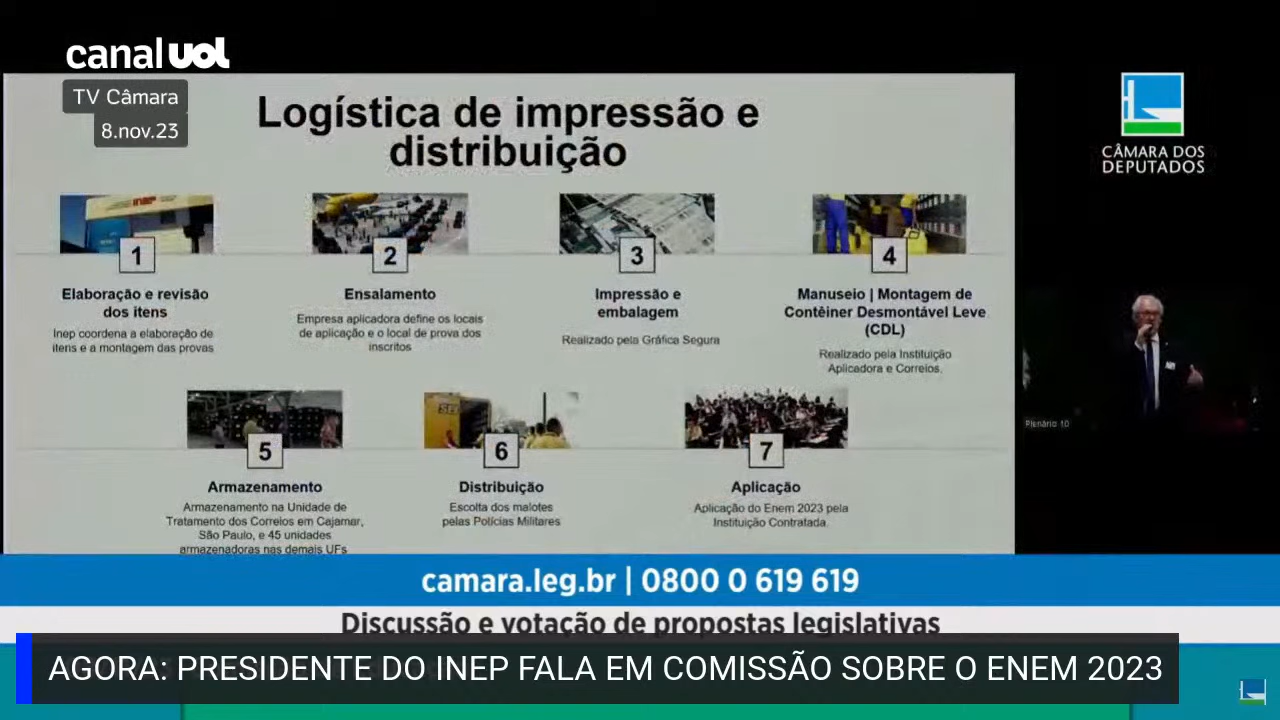 canal uol
TV Câmara
8.nov.23
Logística de impressão e
distribuição
CÂMARA DOS
DEPUTADOS
1
2
3
4
Elaboração e revisão
dos itens
Inep coordena a elaboração de
itens e a montagem das provas
Ensalamento
Empresa aplicadora define os locais
de aplicação e o local de prova dos
inscritos
Impressão e
embalagem
Realizado pela Gráfica Segura
Manuseio | Montagem de
Contêiner Desmontável Leve
(CDL)
Realizado pela Instituição
Aplicadora e Correios.
Plenário 10
5
6
7
Armazenamento
Armazenamento na Unidade de
Tratamento dos Correios em Cajamar,
São Paulo, e 45 unidades
armazenadoras nas demais UFs
Distribuição
Escolta dos malotes
pelas Polícias Militares
Aplicação
Aplicação do Enem 2023 pela
Instituição Contratada.
camara.leg.br | 0800 0 619 619
Discussão e votação de propostas legislativas
AGORA: PRESIDENTE DO INEP FALA EM COMISSÃO SOBRE O ENEM 2023